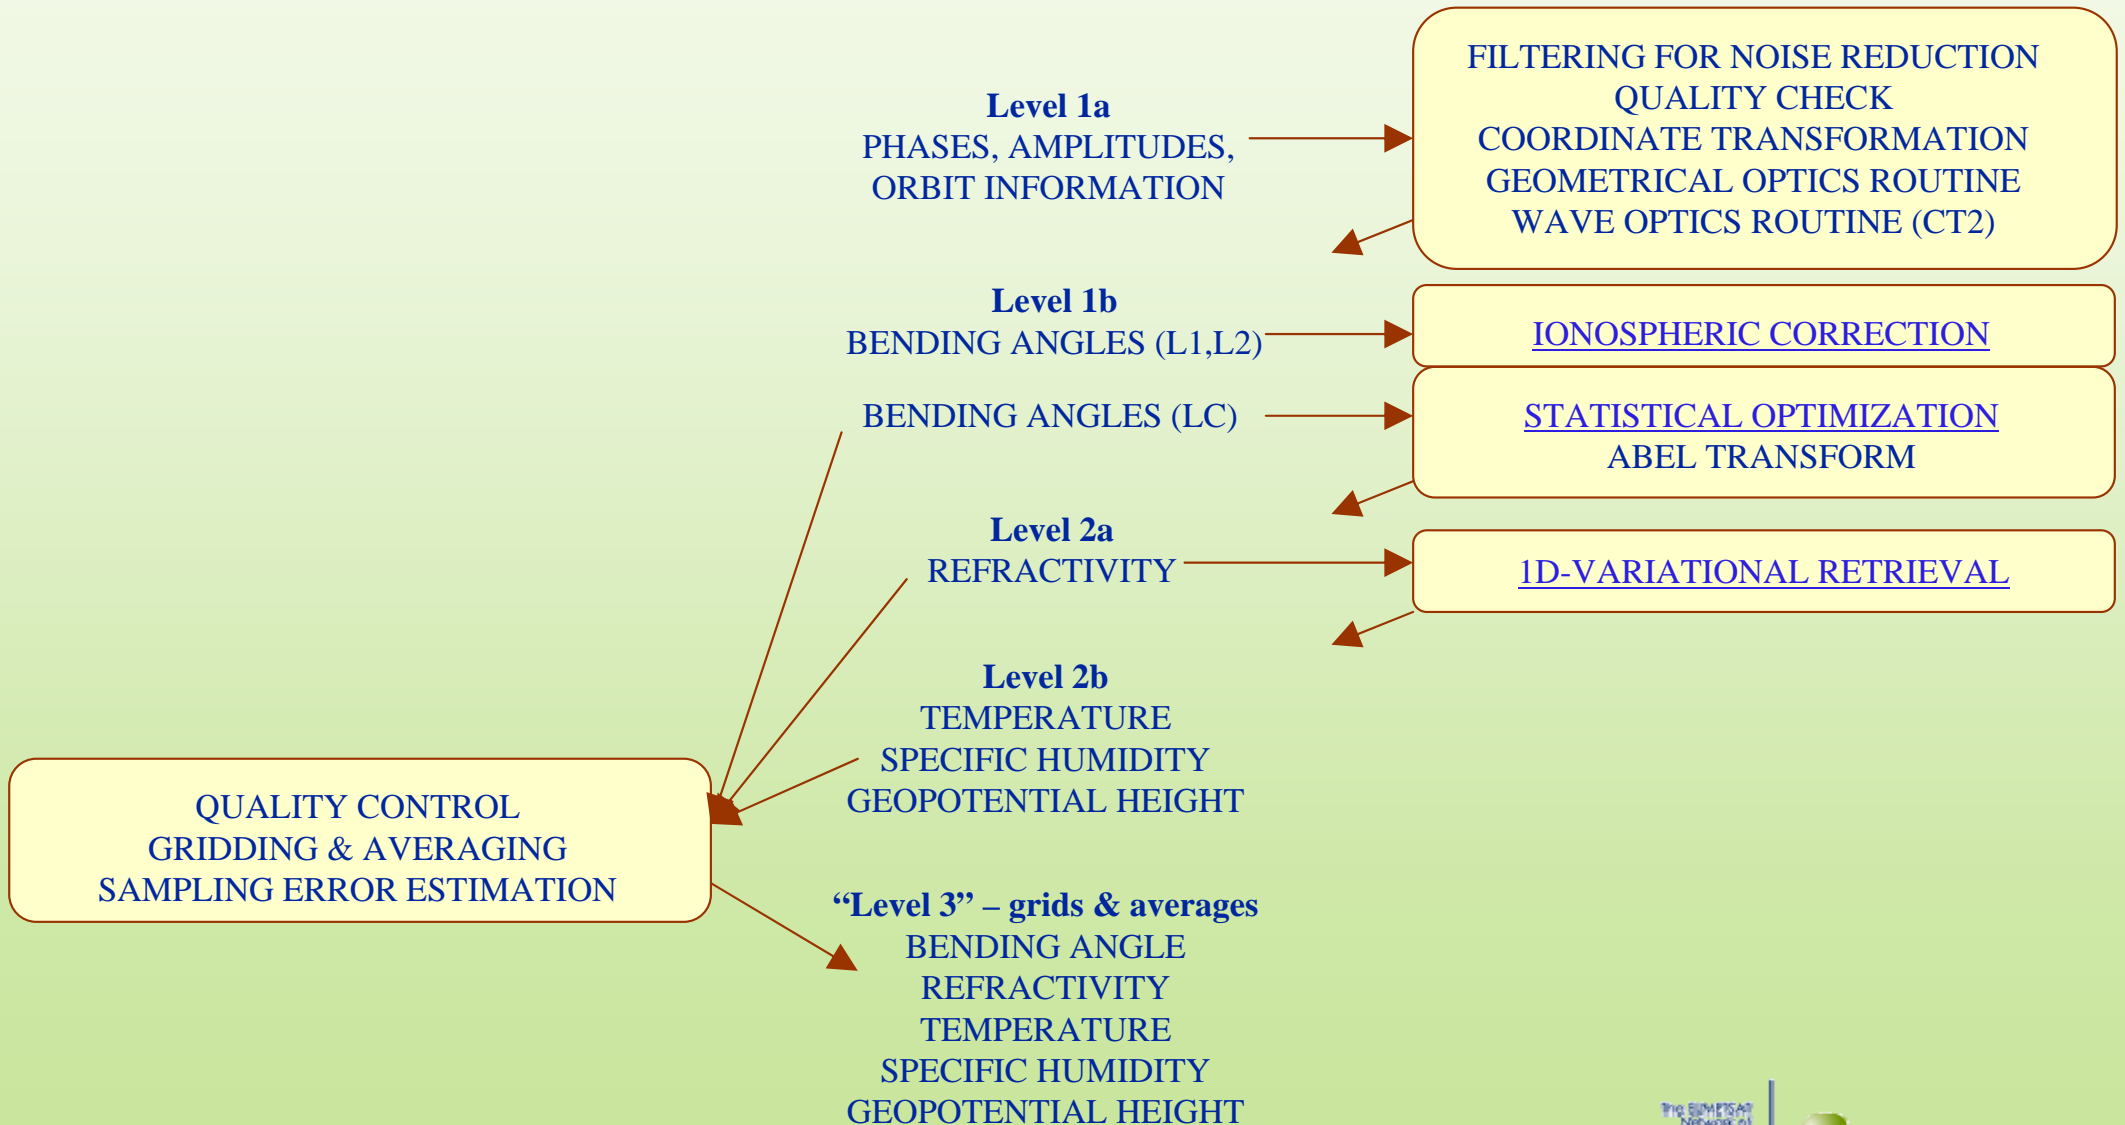 Level 1a
PHASES, AMPLITUDES,
ORBIT INFORMATION
FILTERING FOR NOISE REDUCTION
QUALITY CHECK
COORDINATE TRANSFORMATION
GEOMETRICAL OPTICS ROUTINE
WAVE OPTICS ROUTINE (CT2)
Level 1b
BENDING ANGLES (L1,L2)
IONOSPHERIC CORRECTION
BENDING ANGLES (LC)
STATISTICAL OPTIMIZATION
ABEL TRANSFORM
Level 2a
REFRACTIVITY
1D-VARIATIONAL RETRIEVAL
Level 2b
TEMPERATURE
SPECIFIC HUMIDITY
GEOPOTENTIAL HEIGHT
QUALITY CONTROL
GRIDDING & AVERAGING
SAMPLING ERROR ESTIMATION
“Level 3” – grids & averages
BENDING ANGLE
REFRACTIVITY
TEMPERATURE
SPECIFIC HUMIDITY
GEOPOTENTIAL HEIGHT
The EUMETSAT